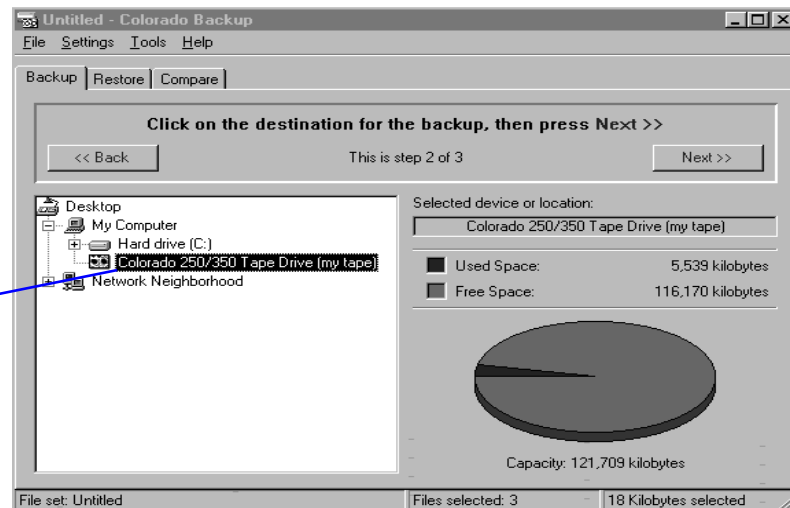 Untitled - Colorado Backup
File Settings Tools Help
Backup Restore Compare
Click on the destination for the backup, then press Next >>
<< Back This is step 2 of 3 Next >>
Desktop
My Computer
Hard drive (C:)
Colorado 250/350 Tape Drive (my tape)
Network Neighborhood
Selected device or location:
Colorado 250/350 Tape Drive (my tape)
Used Space: 5,539 kilobytes
Free Space: 116,170 kilobytes
Capacity: 121,709 kilobytes
File set: Untitled Files selected: 3 18 Kilobytes selected